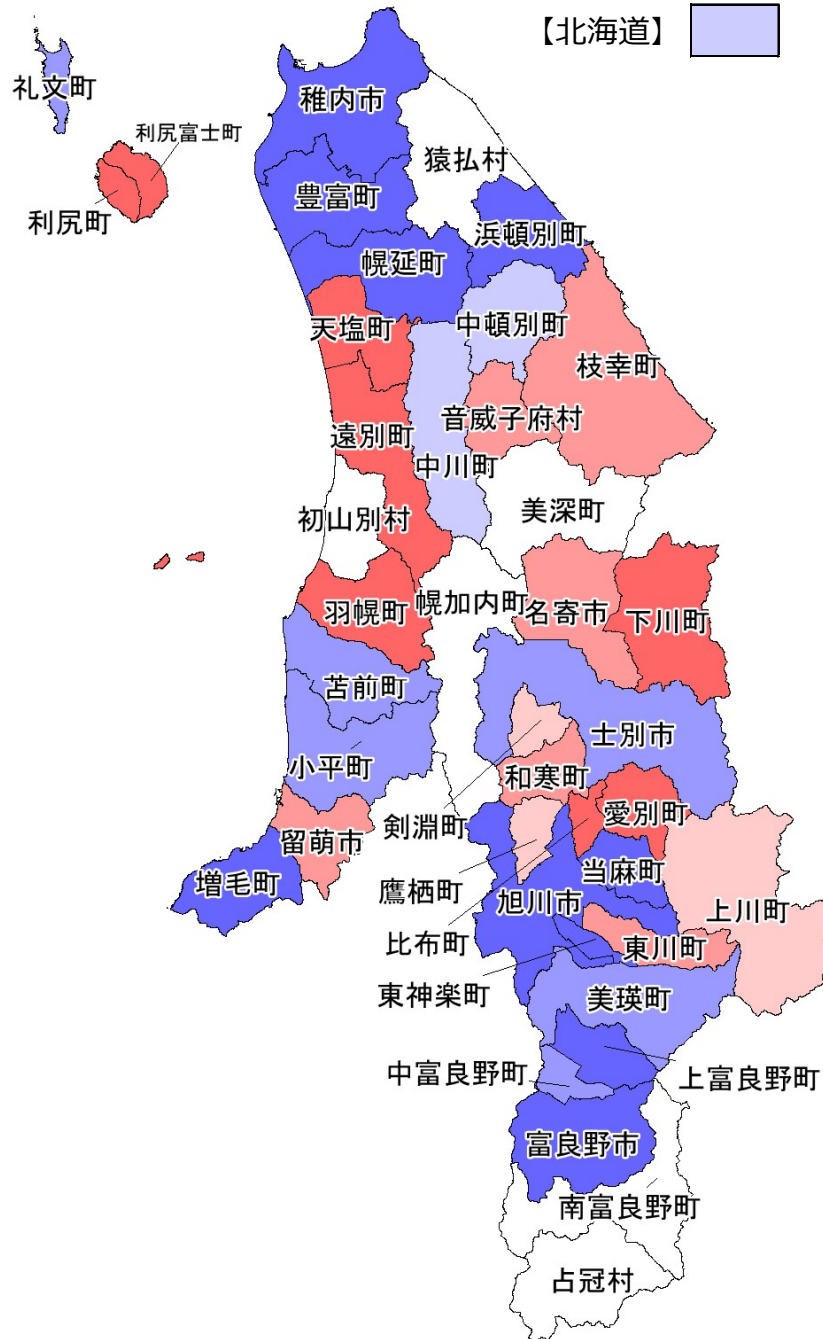 【北海道】
礼文町
稚内市
利尻富士町
猿払村
豊富町
利尻町
浜頓別町
幌延町
天塩町
中頓別町
枝幸町
音威子府村
遠別町
中川町
初山別村
美深町
羽幌町
幌加内町
名寄市
下川町
苫前町
士別市
小平町
和寒町
剣淵町
愛別町
留萌市
当麻町
増毛町
鷹栖町
旭川市
上川町
比布町
東川町
東神楽町
美瑛町
中富良野町
上富良野町
富良野市
南富良野町
占冠村